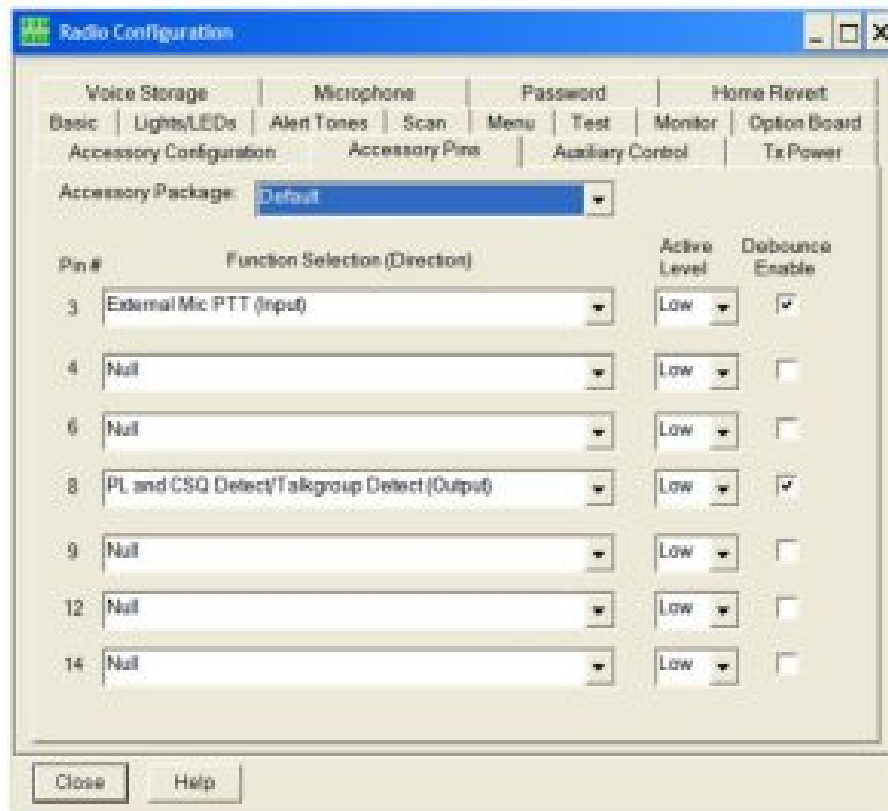 Radio Configuration
Voice Storage Microphone Password Home Revert
Basic Lights/LEDs Alert Tones Scan Menu Test Monitor Option Board
Accessory Configuration Accessory Pins Auxiliary Control Tx Power
Accessory Package: Default
Pin # Function Selection (Direction) Active Level Debounce Enable
3 External Mic PTT (Input) Low
4 Null Low
6 Null Low
8 PL and CSQ Detect/Talkgroup Detect (Output) Low
9 Null Low
12 Null Low
14 Null Low
Close Help